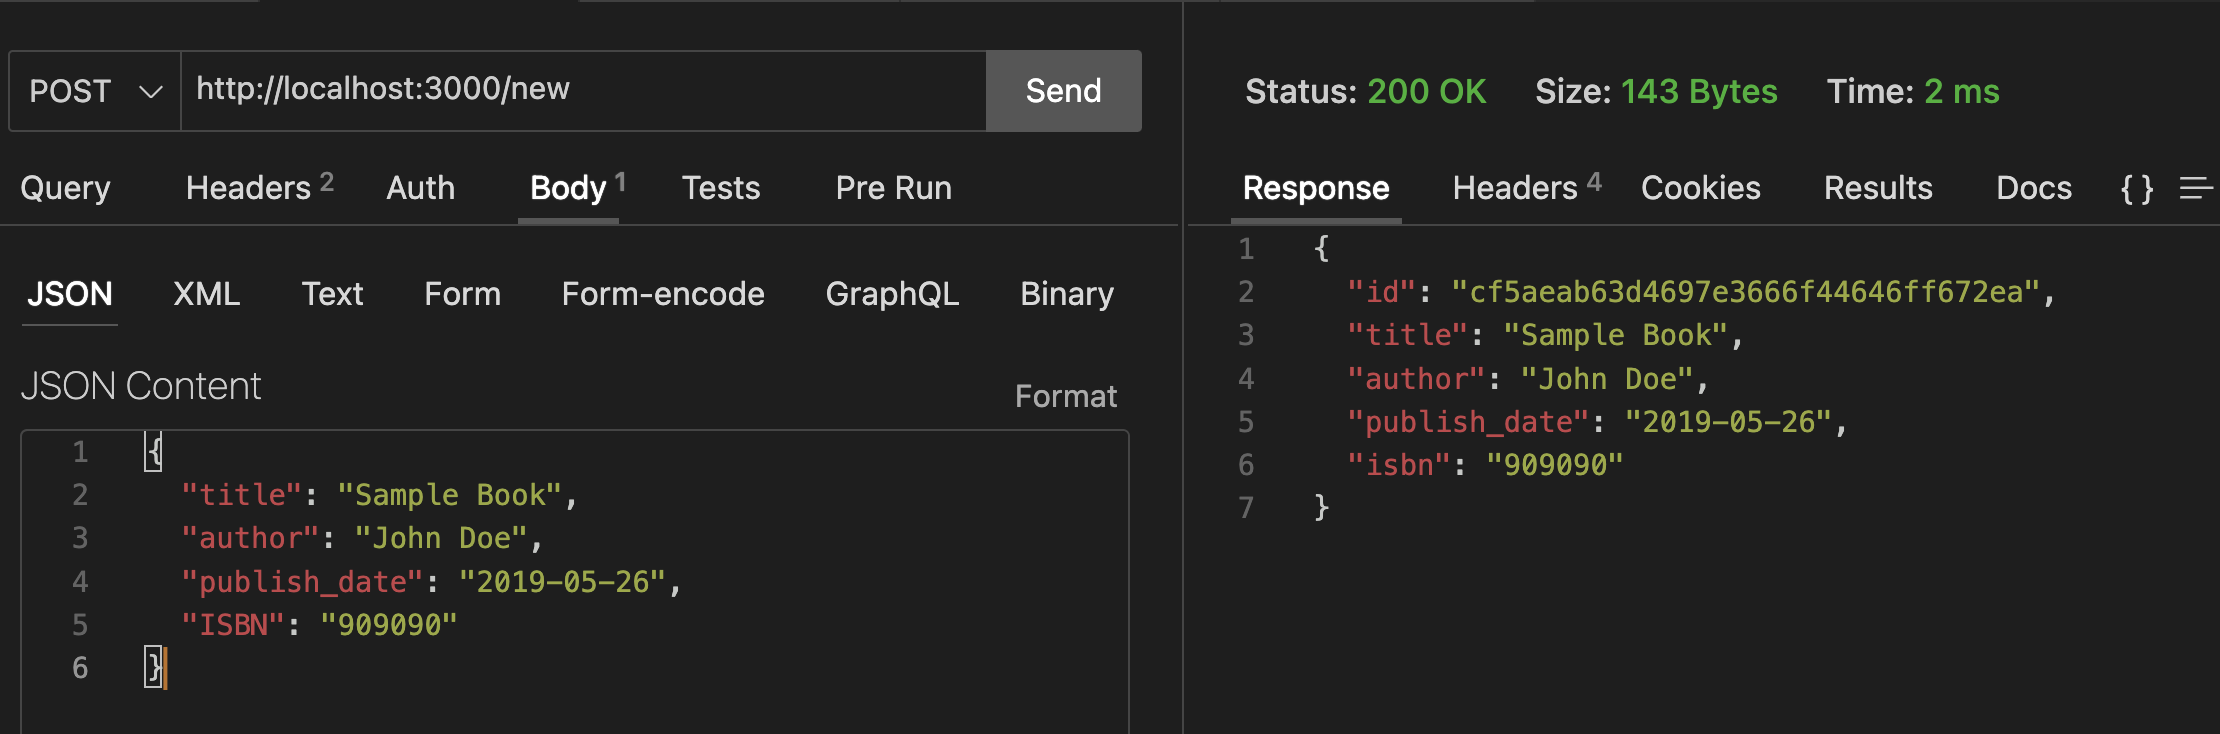 POST http://localhost:3000/new Send
Query Headers 2 Auth Body 1 Tests Pre Run
JSON XML Text Form Form-encode GraphQL Binary
JSON Content Format
1 {
2 "title": "Sample Book",
3 "author": "John Doe",
4 "publish_date": "2019-05-26",
5 "ISBN": "909090"
6 }
Status: 200 OK Size: 143 Bytes Time: 2 ms
Response Headers 4 Cookies Results Docs {}
1 {
2 "id": "cf5aeab63d4697e3666f44646ff672ea",
3 "title": "Sample Book",
4 "author": "John Doe",
5 "publish_date": "2019-05-26",
6 "isbn": "909090"
7 }